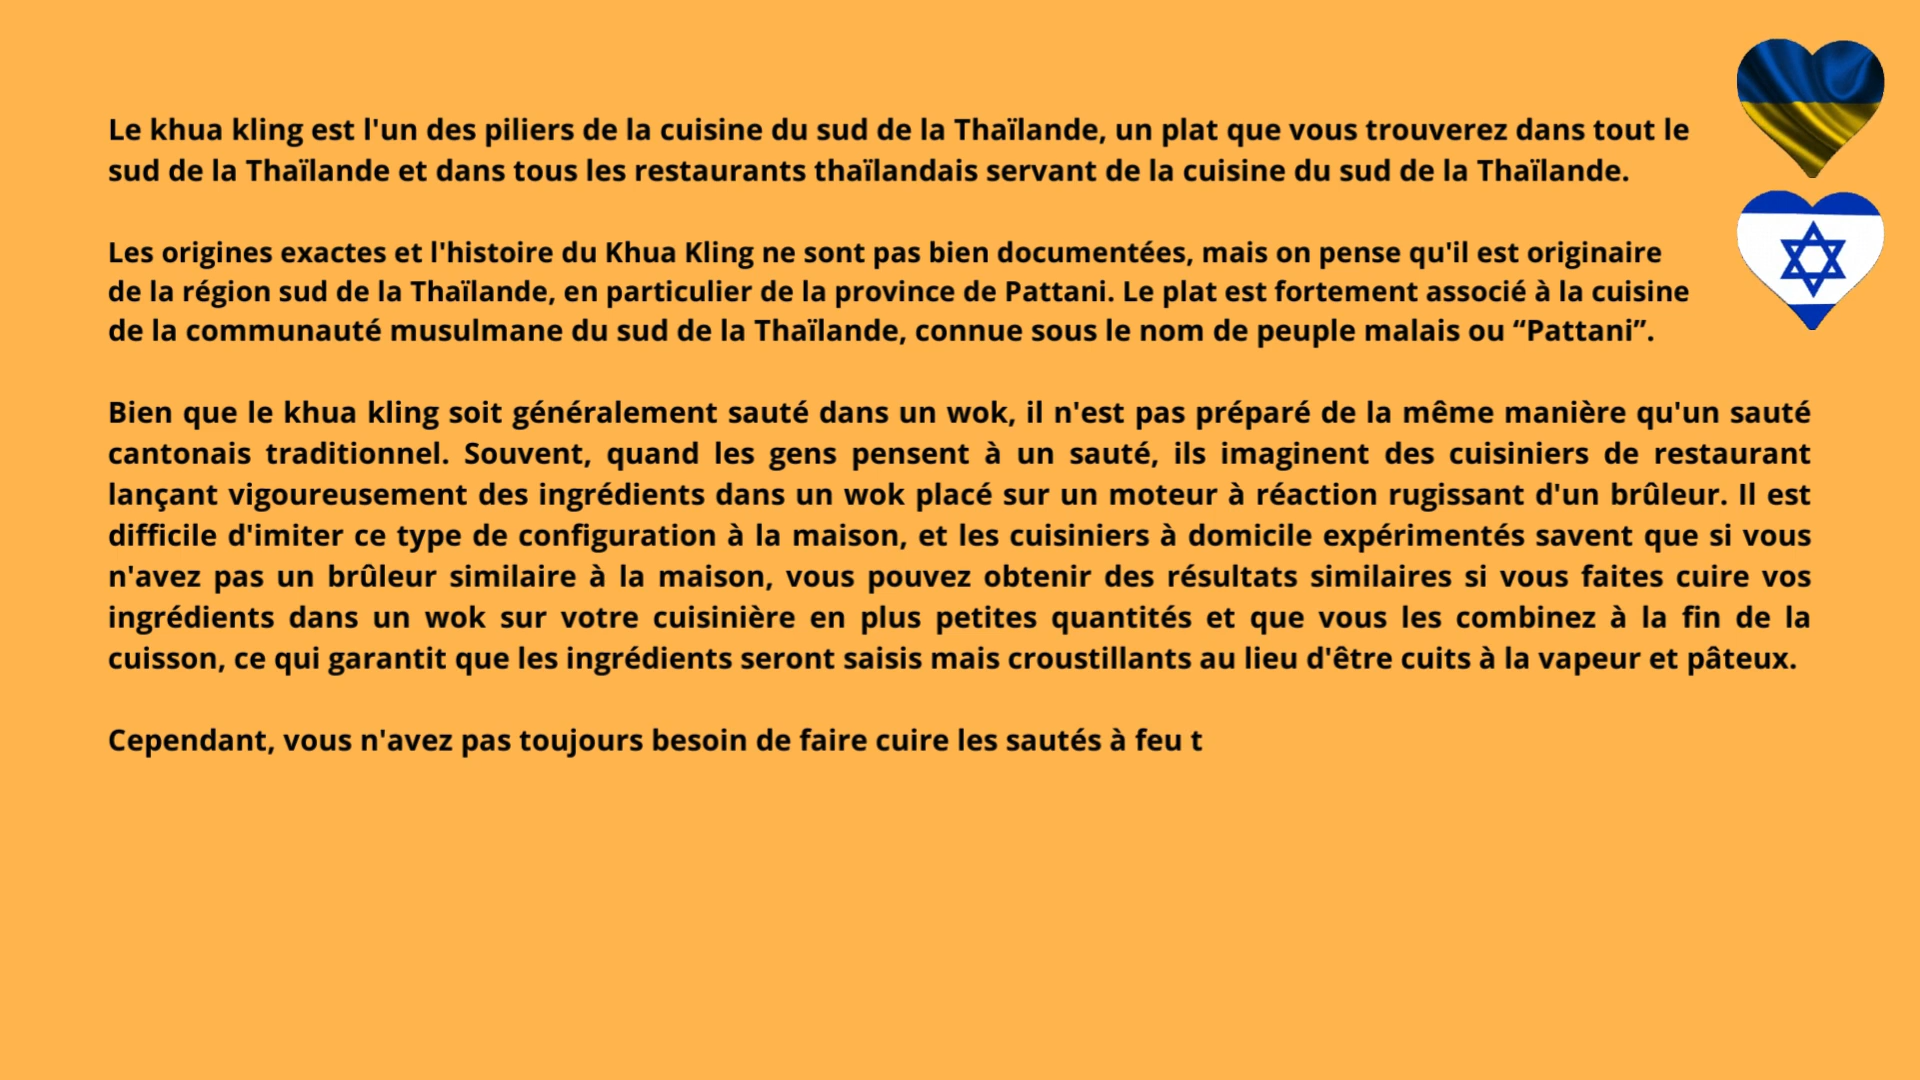 Le khua kling est l'un des piliers de la cuisine du sud de la Thaïlande, un plat que vous trouverez dans tout le
sud de la Thaïlande et dans tous les restaurants thaïlandais servant de la cuisine du sud de la Thaïlande.
Les origines exactes et l'histoire du Khua Kling ne sont pas bien documentées, mais on pense qu'il est originaire
de la région sud de la Thaïlande, en particulier de la province de Pattani. Le plat est fortement associé à la cuisine
de la communauté musulmane du sud de la Thaïlande, connue sous le nom de peuple malais ou “Pattani”.
Bien que le khua kling soit généralement sauté dans un wok, il n'est pas préparé de la même manière qu'un sauté
cantonais traditionnel. Souvent, quand les gens pensent à un sauté, ils imaginent des cuisiniers de restaurant
lançant vigoureusement des ingrédients dans un wok placé sur un moteur à réaction rugissant d'un brûleur. Il est
difficile d'imiter ce type de configuration à la maison, et les cuisiniers à domicile expérimentés savent que si vous
n'avez pas un brûleur similaire à la maison, vous pouvez obtenir des résultats similaires si vous faites cuire vos
ingrédients dans un wok sur votre cuisinière en plus petites quantités et que vous les combinez à la fin de la
cuisson, ce qui garantit que les ingrédients seront saisis mais croustillants au lieu d'être cuits à la vapeur et pâteux.
Cependant, vous n'avez pas toujours besoin de faire cuire les sautés à feu t